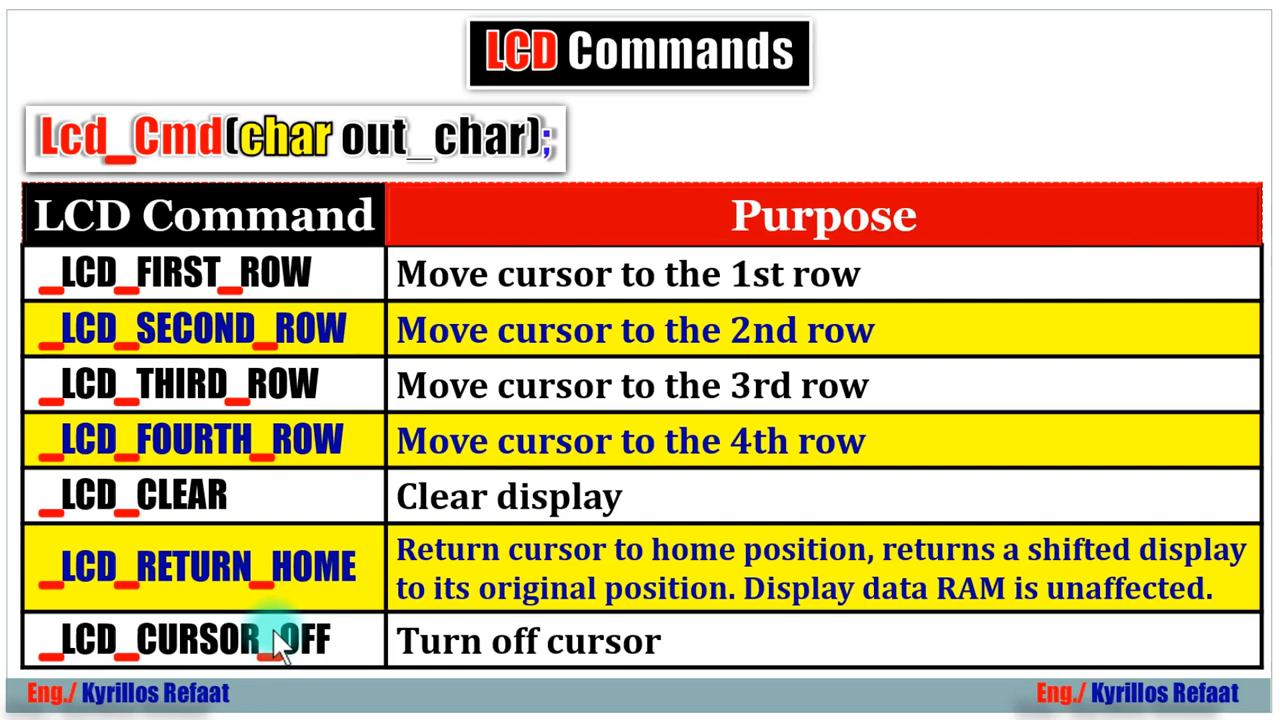 LCD Commands
Lcd_Cmd(char out_char);
LCD Command Purpose
_LCD_FIRST_ROW Move cursor to the 1st row
_LCD_SECOND_ROW Move cursor to the 2nd row
_LCD_THIRD_ROW Move cursor to the 3rd row
_LCD_FOURTH_ROW Move cursor to the 4th row
_LCD_CLEAR Clear display
_LCD_RETURN_HOME Return cursor to home position, returns a shifted display
to its original position. Display data RAM is unaffected.
_LCD_CURSOR_OFF Turn off cursor
Eng./ Kyrillos Refaat Eng./ Kyrillos Refaat